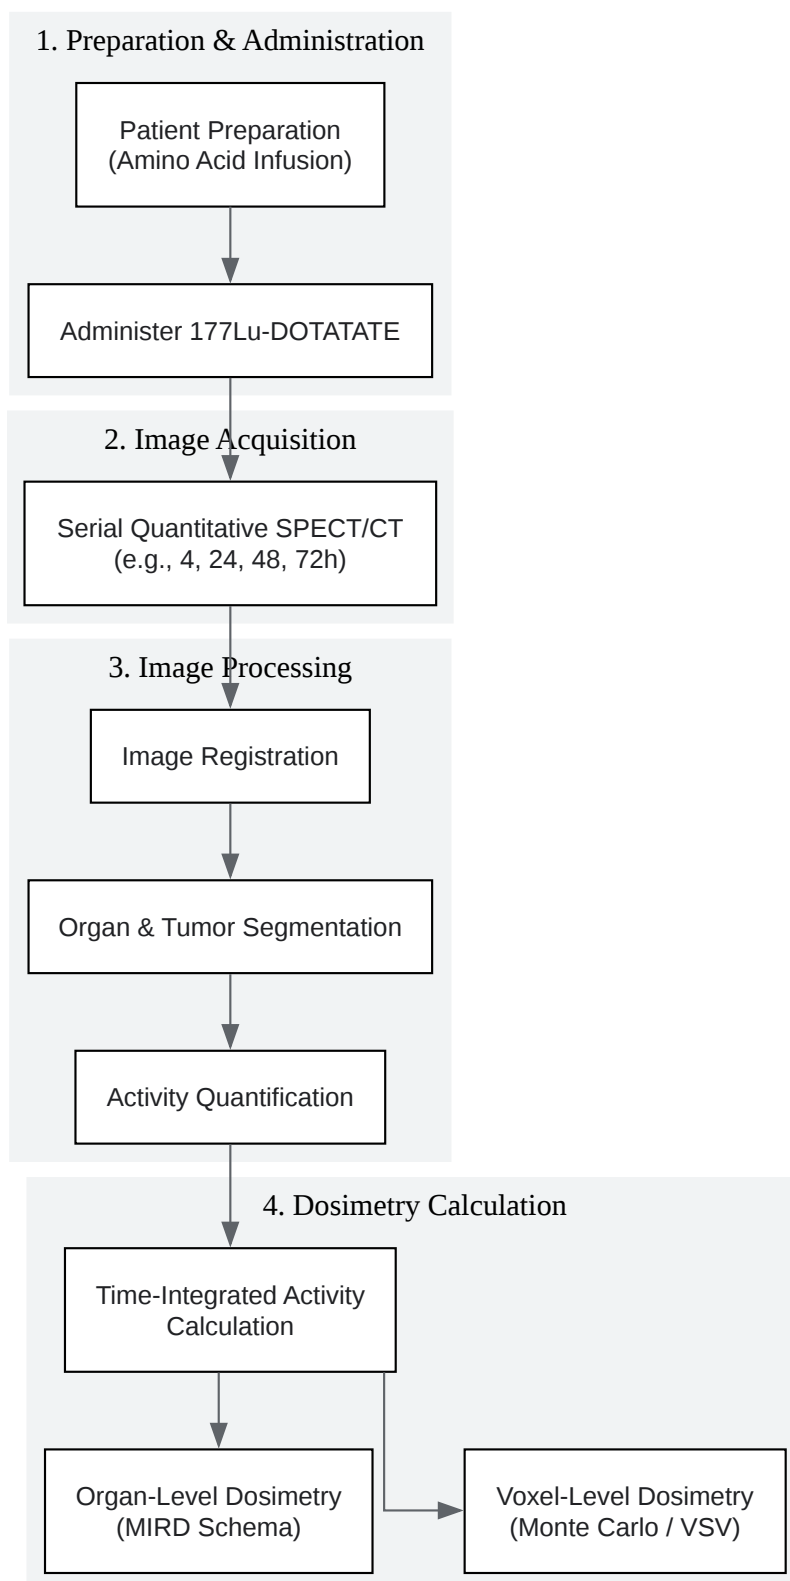 1. Preparation & Administration
Patient Preparation
(Amino Acid Infusion)
Administer 177Lu-DOTATATE
2. Image Acquisition
Serial Quantitative SPECT/CT
(e.g., 4, 24, 48, 72h)
3. Image Processing
Image Registration
Organ & Tumor Segmentation
Activity Quantification
4. Dosimetry Calculation
Time-Integrated Activity
Calculation
Organ-Level Dosimetry
(MIRD Schema)
Voxel-Level Dosimetry
(Monte Carlo / VSV)